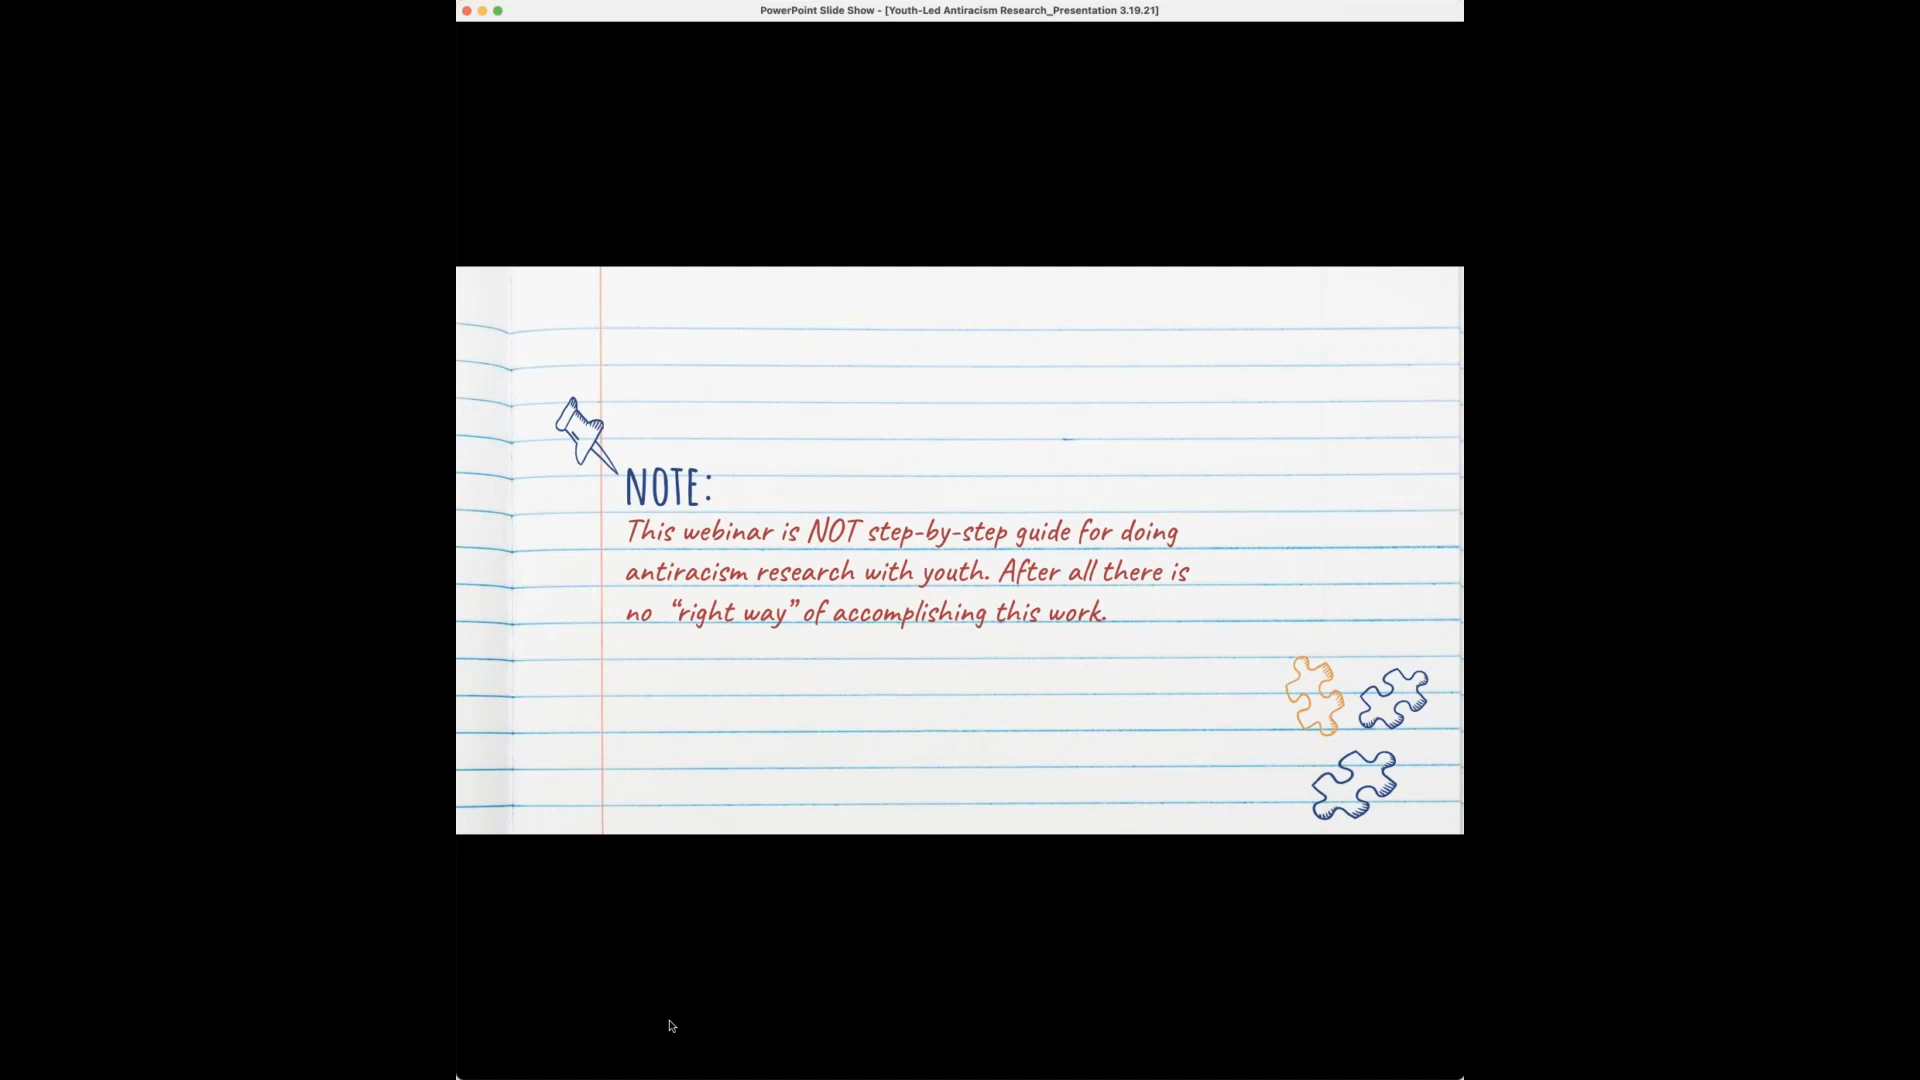 PowerPoint Slide Show - [Youth-Led Antiracism Research_Presentation 3.19.21]
NOTE:
This webinar is NOT step-by-step guide for doing
antiracism research with youth. After all there is
no “right way” of accomplishing this work.